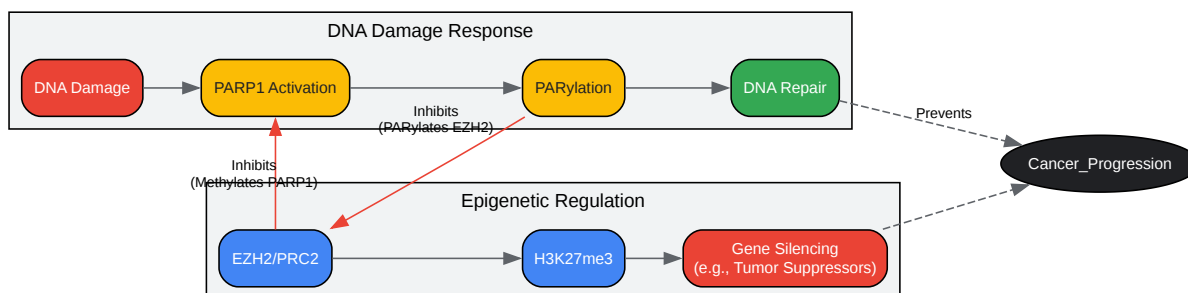 DNA Damage Response
DNA Damage
PARP1 Activation
PARylation
DNA Repair
Inhibits
(PARylates EZH2)
Prevents
Cancer_Progression
Inhibits
(Methylates PARP1)
Epigenetic Regulation
EZH2/PRC2
H3K27me3
Gene Silencing
(e.g., Tumor Suppressors)